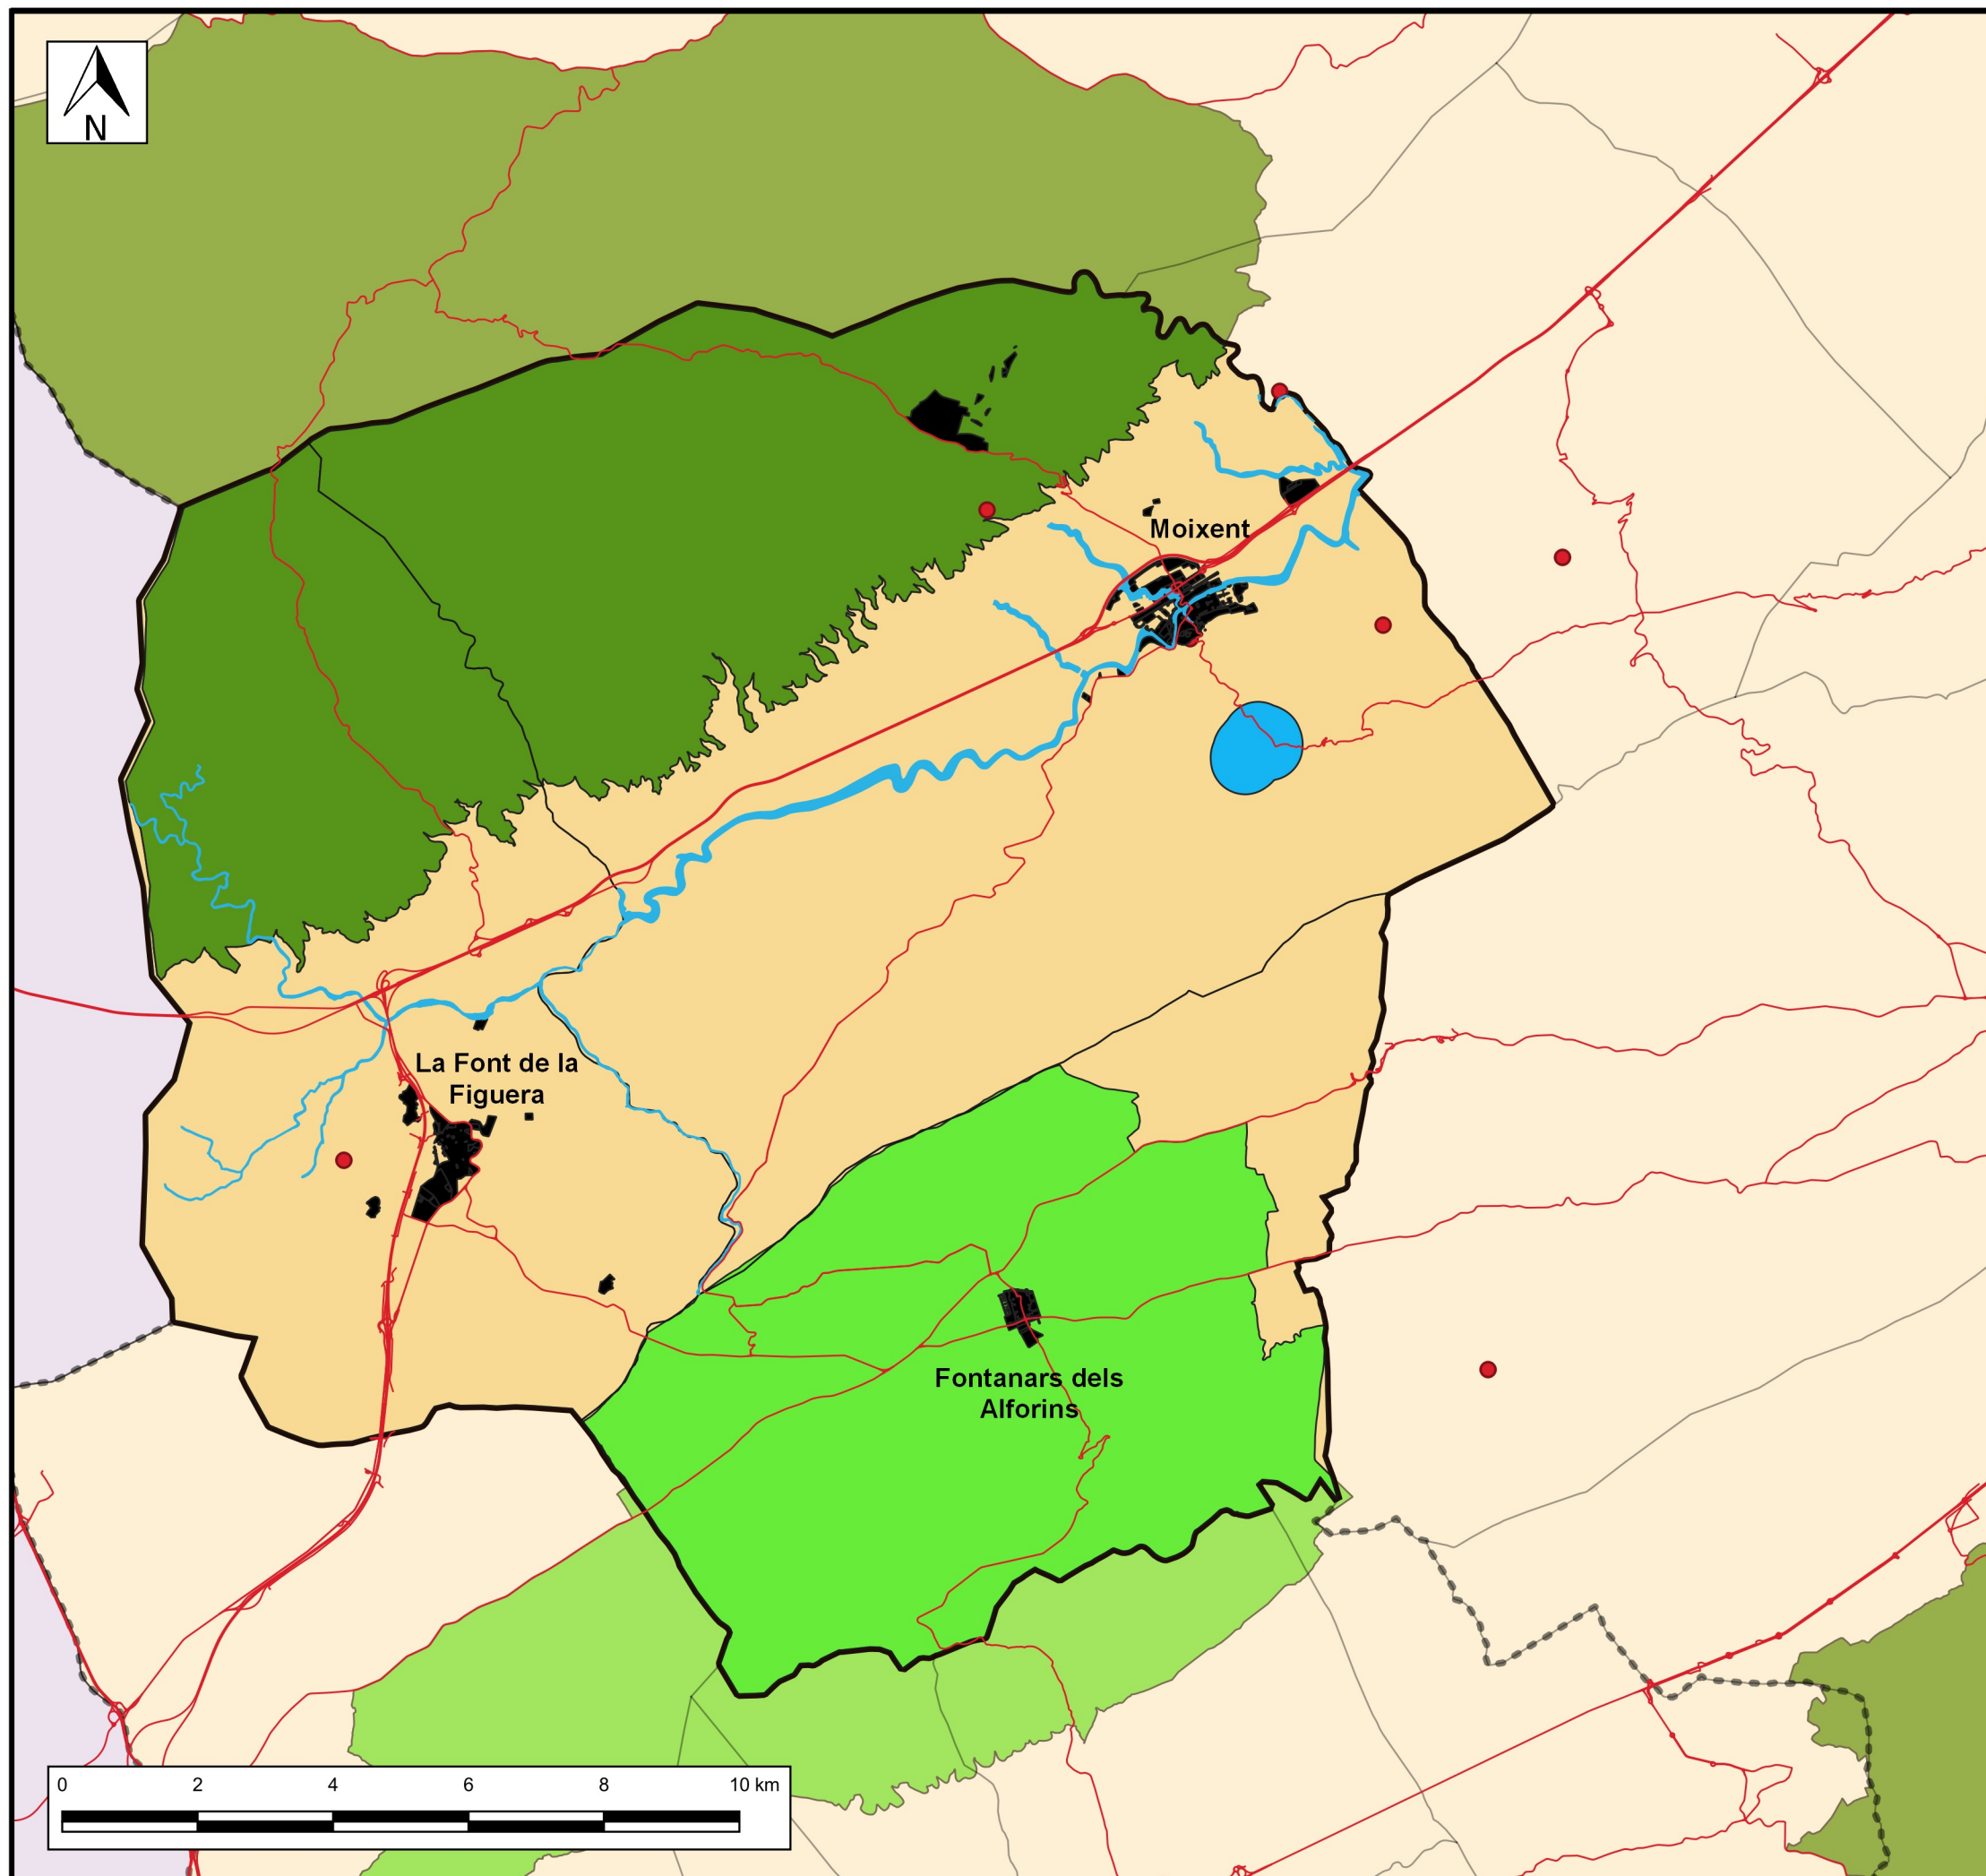 N
Moixent
La Font de la
Figuera
Fontanars dels
Alforins
0 2 4 6 8 10 km